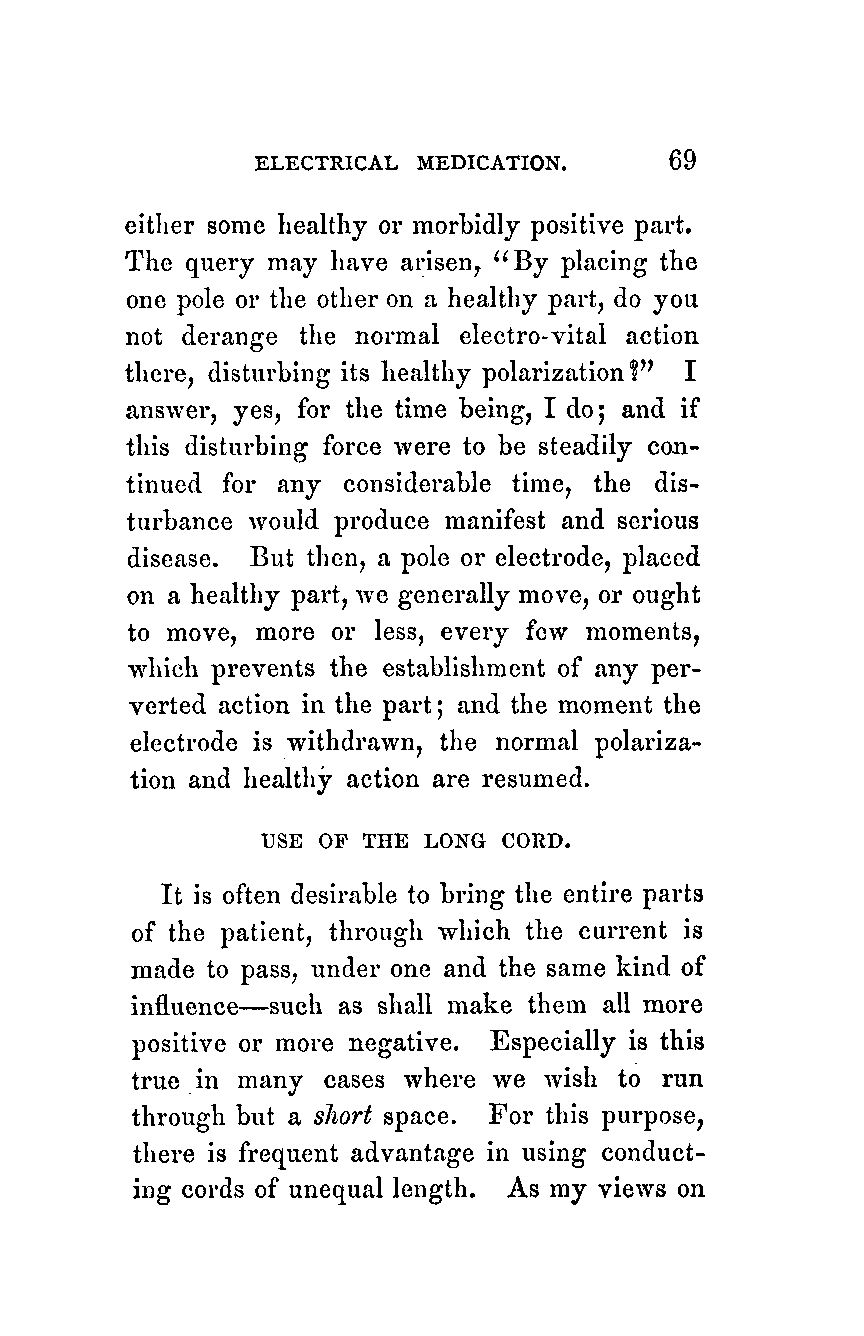 ELECTRICAL MEDICATION. 69
either some healthy or morbidly positive part.
The query may have arisen, “By placing the
one pole or the other on a healthy part, do you
not derange the normal electro-vital action
there, disturbing its healthy polarization?” I
answer, yes, for the time being, I do; and if
this disturbing force were to be steadily con-
tinued for any considerable time, the dis-
turbance would produce manifest and serious
disease. But then, a pole or electrode, placed
on a healthy part, we generally move, or ought
to move, more or less, every few moments,
which prevents the establishment of any per-
verted action in the part; and the moment the
electrode is withdrawn, the normal polariza-
tion and healthy action are resumed.
USE OF THE LONG CORD.
It is often desirable to bring the entire parts
of the patient, through which the current is
made to pass, under one and the same kind of
influence—such as shall make them all more
positive or more negative. Especially is this
true in many cases where we wish to run
through but a short space. For this purpose,
there is frequent advantage in using conduct-
ing cords of unequal length. As my views on